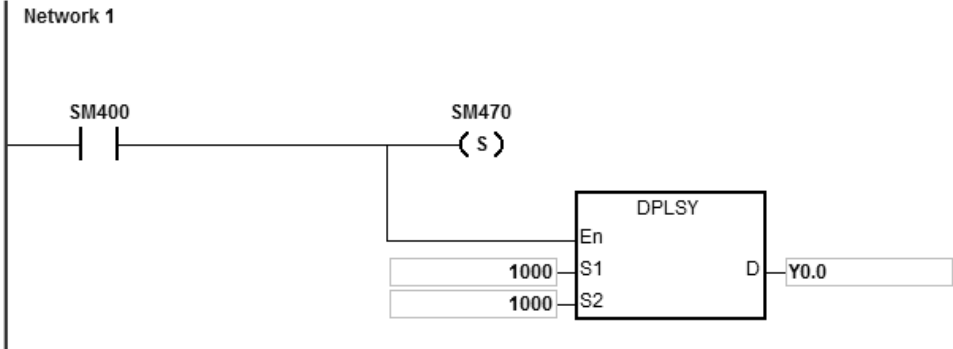 Network 1
SM400
SM470
( S )
DPLSY
En
1000 S1 D Y0.0
1000 S2